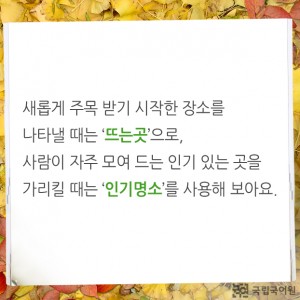 새롭게 주목 받기 시작한 장소를
나타낼 때는 ‘뜨는곳’으로,
사람이 자주 모여 드는 인기 있는 곳을
가리킬 때는 ‘인기명소’를 사용해 보아요.
국립국어원